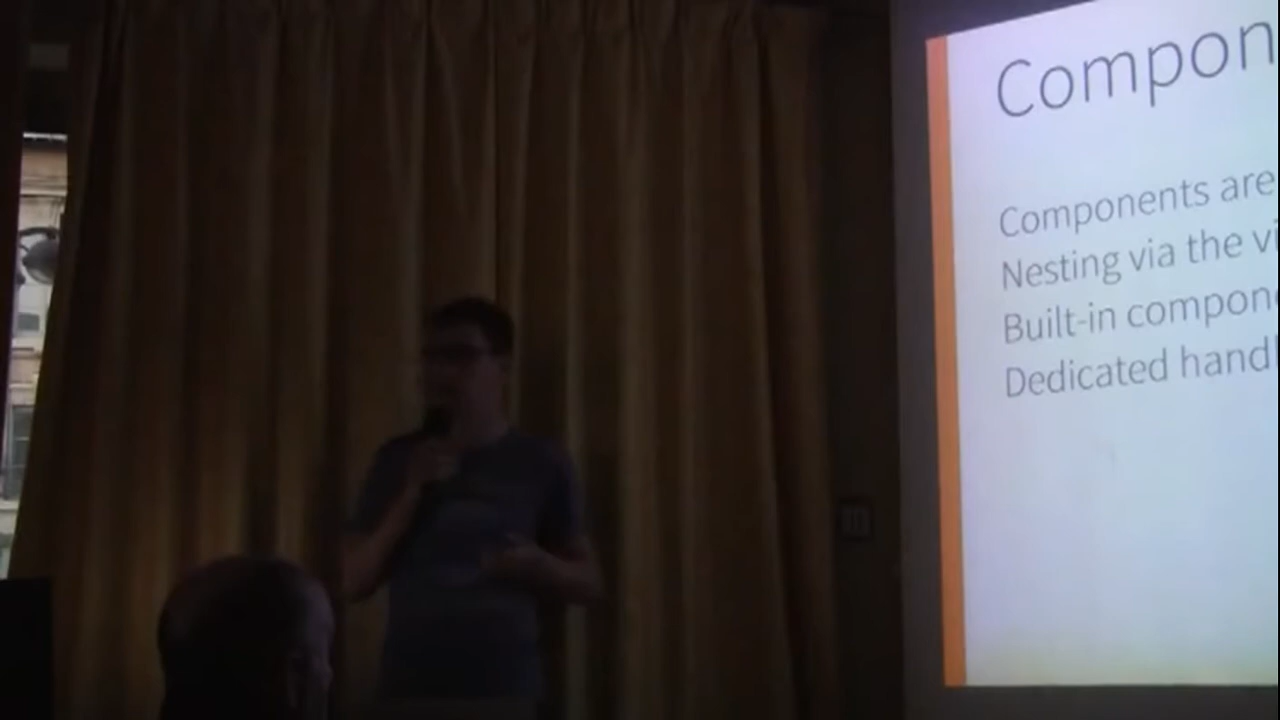 Compon
Components are
Nesting via the vi
Built-in compon
Dedicated handl